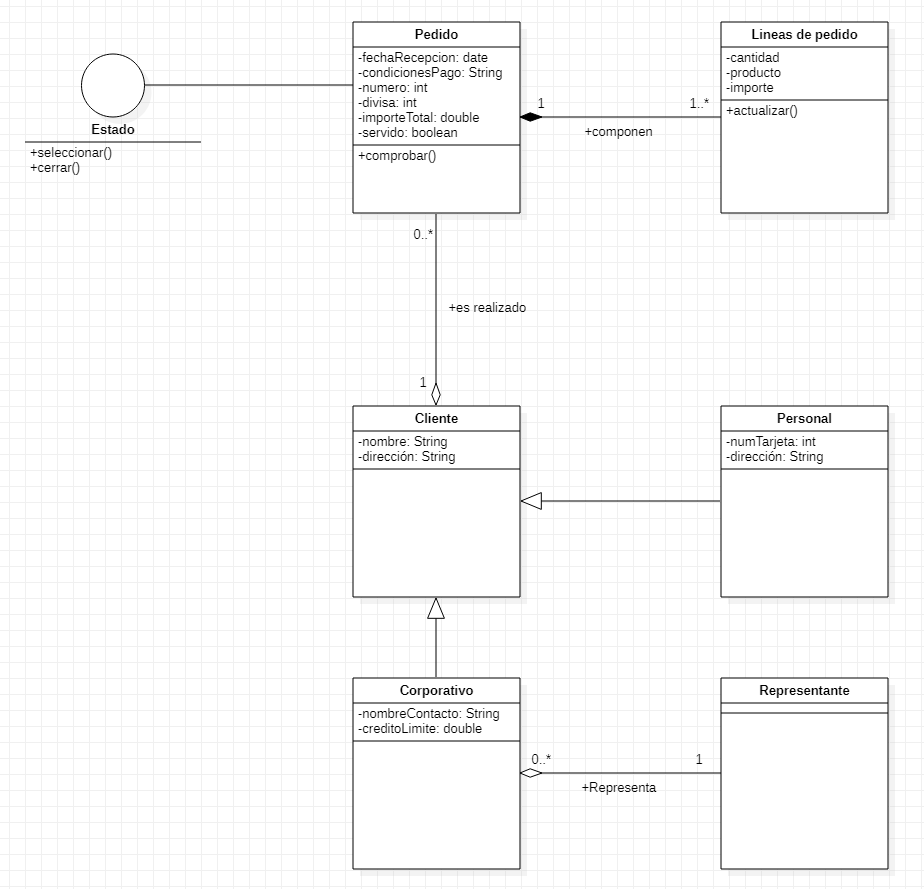 Pedido
-fechaRecepcion: date
-condicionesPago: String
-numero: int
-divisa: int
-importeTotal: double
-servido: boolean
+comprobar()
Lineas de pedido
-cantidad
-producto
-importe
+actualizar()
1
1..*
+componen
Estado
+seleccionar()
+cerrar()
0..*
+es realizado
1
Cliente
-nombre: String
-dirección: String
Personal
-numTarjeta: int
-dirección: String
Corporativo
-nombreContacto: String
-creditoLimite: double
Representante
0..*
1
+Representa